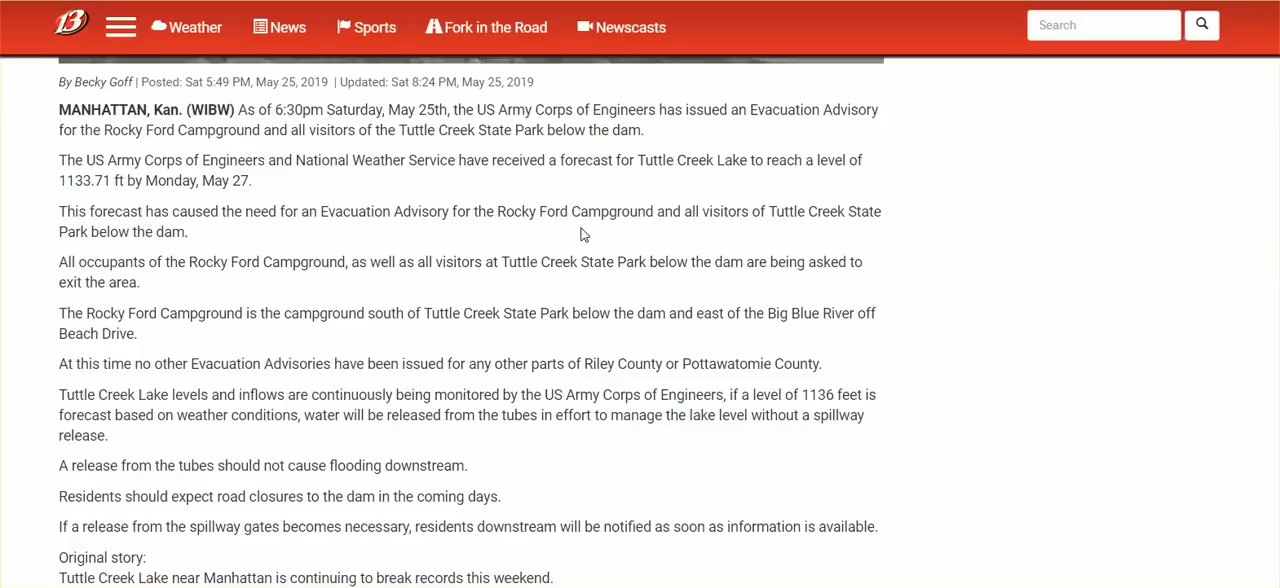 13 Weather News Sports Fork in the Road Newscasts Search
By Becky Goff | Posted: Sat 5:49 PM, May 25, 2019 | Updated: Sat 8:24 PM, May 25, 2019
MANHATTAN, Kan. (WIBW) As of 6:30pm Saturday, May 25th, the US Army Corps of Engineers has issued an Evacuation Advisory
for the Rocky Ford Campground and all visitors of the Tuttle Creek State Park below the dam.
The US Army Corps of Engineers and National Weather Service have received a forecast for Tuttle Creek Lake to reach a level of
1133.71 ft by Monday, May 27.
This forecast has caused the need for an Evacuation Advisory for the Rocky Ford Campground and all visitors of Tuttle Creek State
Park below the dam.
All occupants of the Rocky Ford Campground, as well as all visitors at Tuttle Creek State Park below the dam are being asked to
exit the area.
The Rocky Ford Campground is the campground south of Tuttle Creek State Park below the dam and east of the Big Blue River off
Beach Drive.
At this time no other Evacuation Advisories have been issued for any other parts of Riley County or Pottawatomie County.
Tuttle Creek Lake levels and inflows are continuously being monitored by the US Army Corps of Engineers, if a level of 1136 feet is
forecast based on weather conditions, water will be released from the tubes in effort to manage the lake level without a spillway
release.
A release from the tubes should not cause flooding downstream.
Residents should expect road closures to the dam in the coming days.
If a release from the spillway gates becomes necessary, residents downstream will be notified as soon as information is available.
Original story:
Tuttle Creek Lake near Manhattan is continuing to break records this weekend.